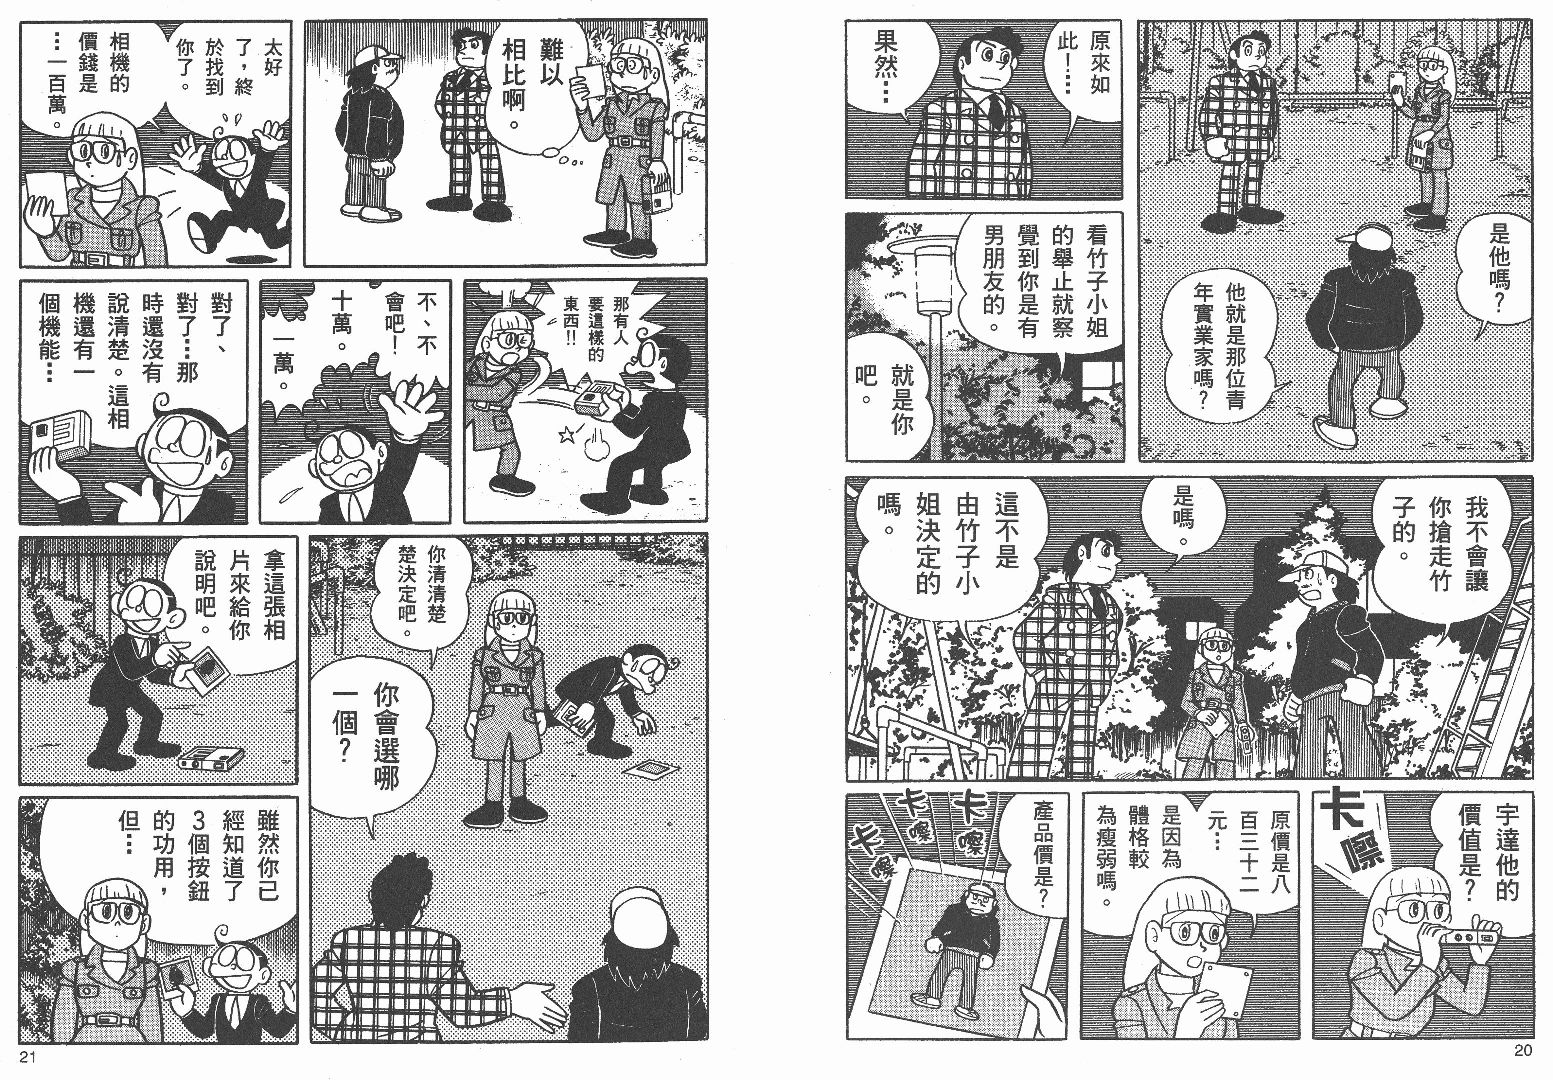 是他嗎？
他就是那位青
年實業家嗎？
原來如
此！…
果然…
看竹子小姐
的舉止就察
覺到你是有
男朋友的。
就是你
吧。
我不會讓
你搶走竹
子的。
是嗎。
這不是
由竹子小
姐決定的
嗎。
宇達他的
價值是？
卡嚓
原價是八
百三十二
元…
是因為
體格較
為瘦弱嗎。
產品價是？
卡嚓
卡嚓
卡嚓
20
難以
相比啊。
太好
了，終
於找到
你了。
相機的
價錢是
…一百萬。
那有人
要這樣的
東西!!
不、不
會吧！
十萬。
一萬。
對了、
對了…那
時還沒有
說清楚。這相
機還有一
個機能…
你清清楚
楚決定吧。
你會選哪
一個？
拿這張相
片來給你
說明吧。
雖然你已
經知道了
3個按鈕
的功用，
但…
21